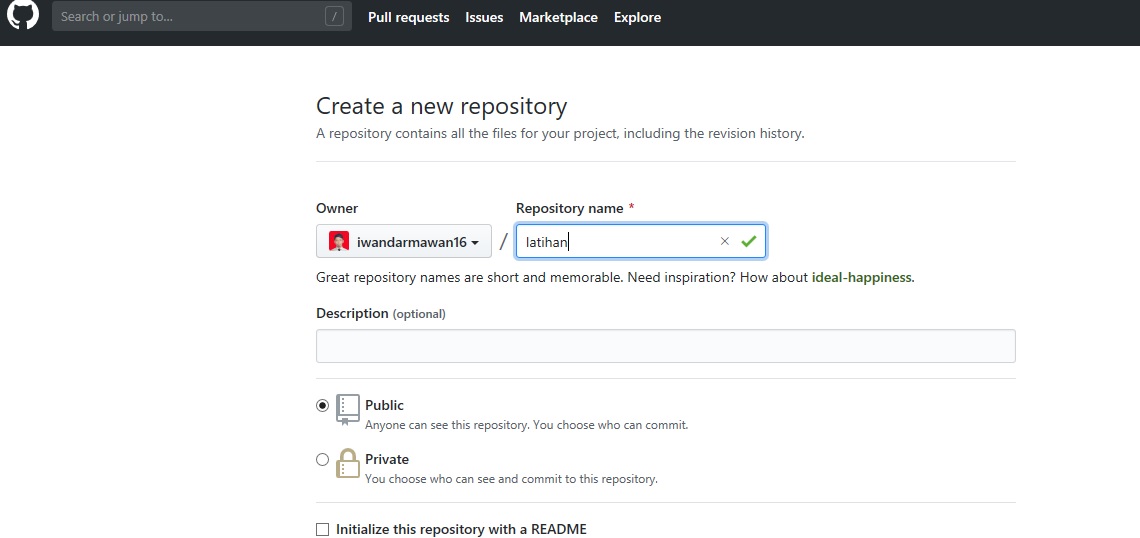 Search or jump to... / Pull requests Issues Marketplace Explore
Create a new repository
A repository contains all the files for your project, including the revision history.
Owner Repository name *
iwandarmawan16 / latihan
Great repository names are short and memorable. Need inspiration? How about ideal-happiness.
Description (optional)
Public
Anyone can see this repository. You choose who can commit.
Private
You choose who can see and commit to this repository.
Initialize this repository with a README